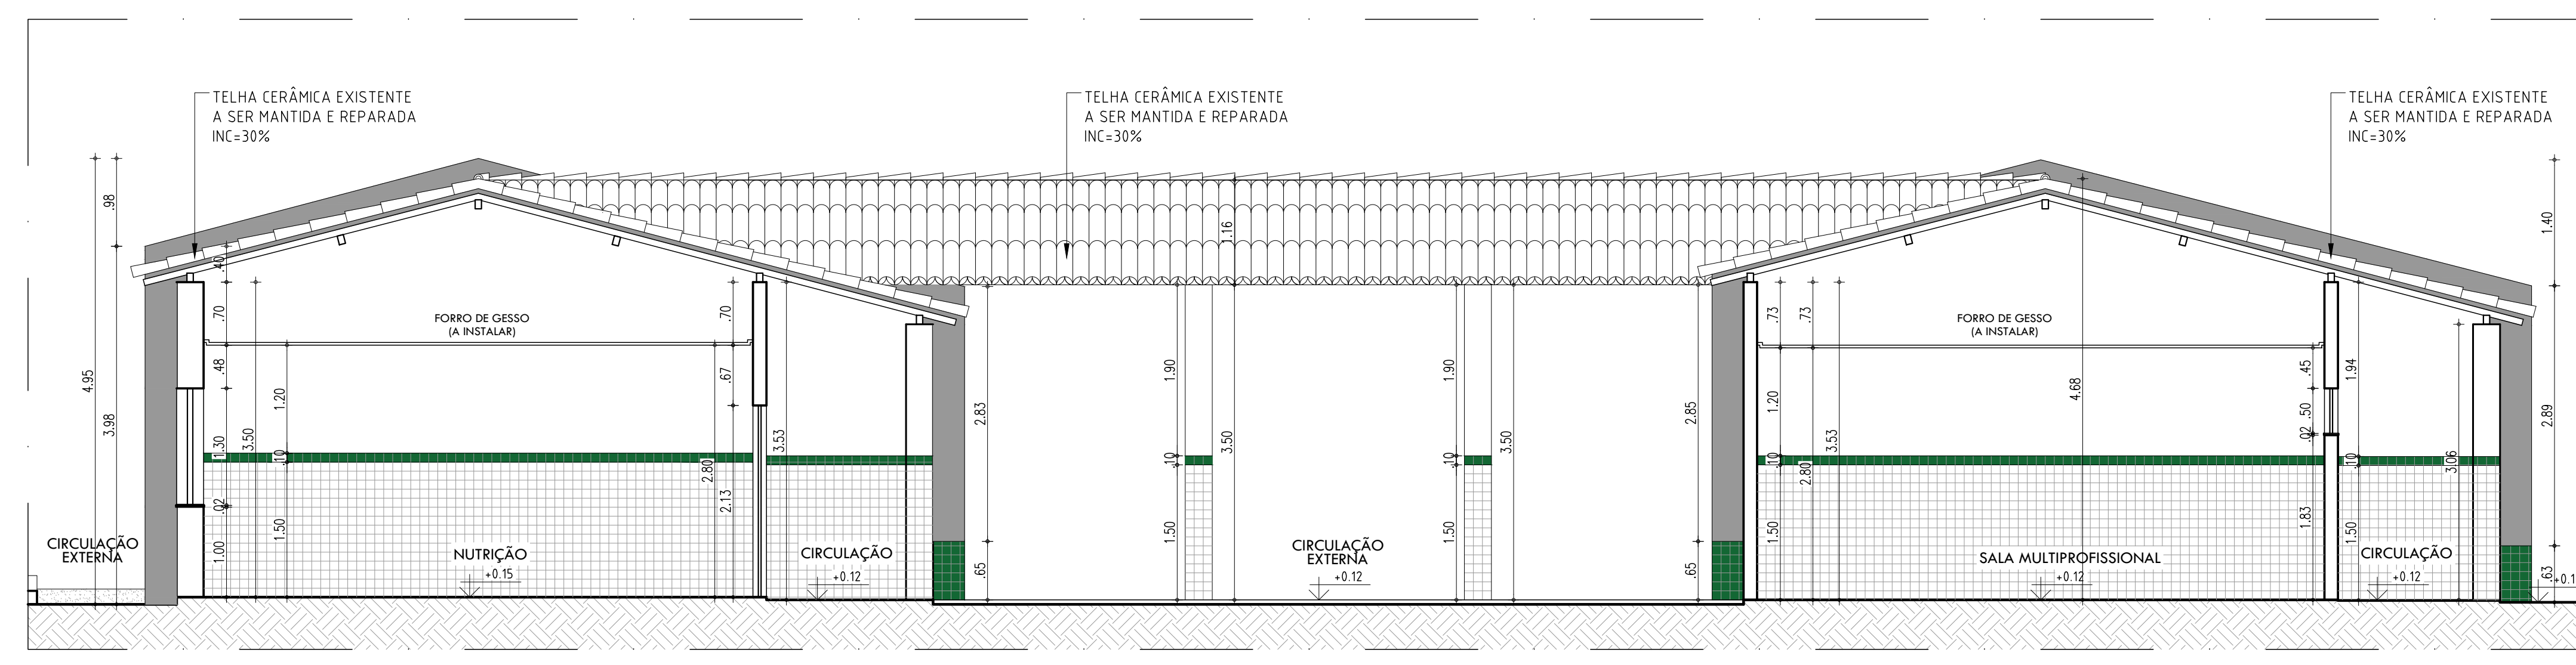 TELHA CERÂMICA EXISTENTE
A SER MANTIDA E REPARADA
INC=30%
TELHA CERÂMICA EXISTENTE
A SER MANTIDA E REPARADA
INC=30%
TELHA CERÂMICA EXISTENTE
A SER MANTIDA E REPARADA
INC=30%
4.95
.98
3.98
CIRCULAÇÃO
EXTERNA
.40
.70
.48
1.30
.02
1.00
3.50
1.20
.10
1.50
FORRO DE GESSO
(A INSTALAR)
NUTRIÇÃO
+0.15
2.80
.70
.67
2.13
3.53
CIRCULAÇÃO
+0.12
2.83
.65
1.90
.10
1.50
1.16
3.50
CIRCULAÇÃO
EXTERNA
+0.12
1.90
.10
1.50
3.50
2.85
.65
.73
1.20
.10
1.50
.73
2.80
3.53
FORRO DE GESSO
(A INSTALAR)
4.68
SALA MULTIPROFISSIONAL
+0.12
.45
.50
.02
1.83
1.94
.10
1.50
CIRCULAÇÃO
+0.12
3.06
1.40
2.89
.63